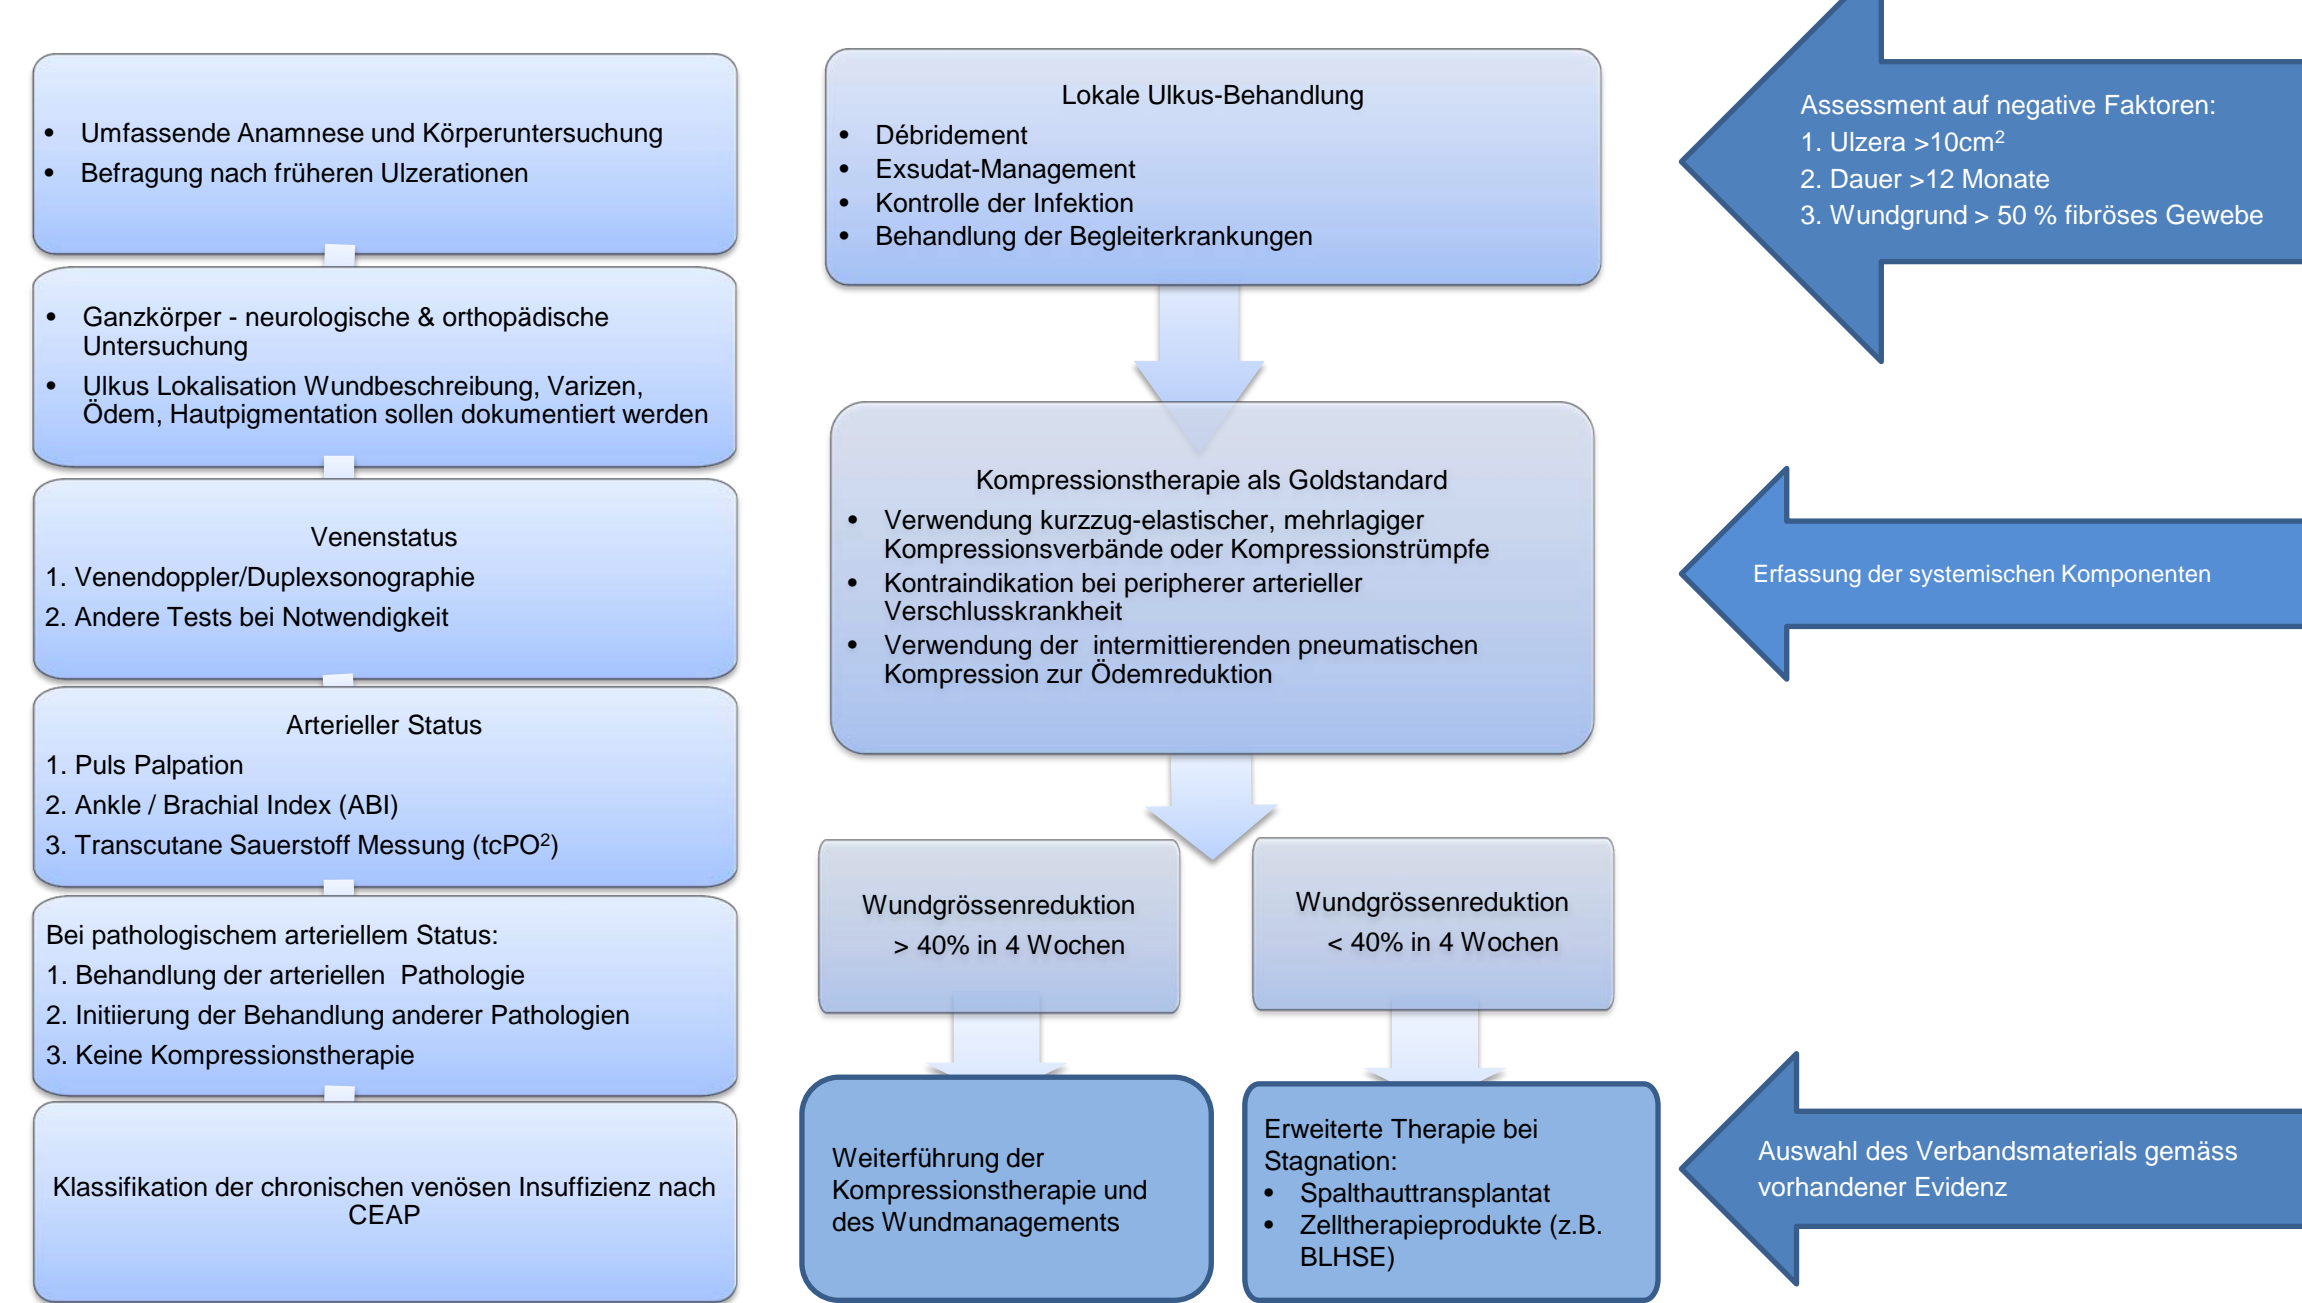 • Umfassende Anamnese und Körperuntersuchung
• Befragung nach früheren Ulzerationen
• Ganzkörper - neurologische & orthopädische
Untersuchung
• Ulkus Lokalisation Wundbeschreibung, Varizen,
Ödem, Hautpigmentation sollen dokumentiert werden
Venenstatus
1. Venendoppler/Duplexsonographie
2. Andere Tests bei Notwendigkeit
Arterieller Status
1. Puls Palpation
2. Ankle / Brachial Index (ABI)
3. Transcutane Sauerstoff Messung (tcPO²)
Bei pathologischem arteriellem Status:
1. Behandlung der arteriellen Pathologie
2. Initiierung der Behandlung anderer Pathologien
3. Keine Kompressionstherapie
Klassifikation der chronischen venösen Insuffizienz nach
CEAP
Lokale Ulkus-Behandlung
• Débridement
• Exsudat-Management
• Kontrolle der Infektion
• Behandlung der Begleiterkrankungen
Kompressionstherapie als Goldstandard
• Verwendung kurzzug-elastischer, mehrlagiger
Kompressionsverbände oder Kompressionstrümpfe
• Kontraindikation bei peripherer arterieller
Verschlusskrankheit
• Verwendung der intermittierenden pneumatischen
Kompression zur Ödemreduktion
Wundgrössenreduktion
> 40% in 4 Wochen
Wundgrössenreduktion
< 40% in 4 Wochen
Weiterführung der
Kompressionstherapie und
des Wundmanagements
Erweiterte Therapie bei
Stagnation:
• Spalthauttransplantat
• Zelltherapieprodukte (z.B.
BLHSE)
Assessment auf negative Faktoren:
1. Ulzera >10cm²
2. Dauer >12 Monate
3. Wundgrund > 50 % fibröses Gewebe
Erfassung der systemischen Komponenten
Auswahl des Verbandsmaterials gemäss
vorhandener Evidenz